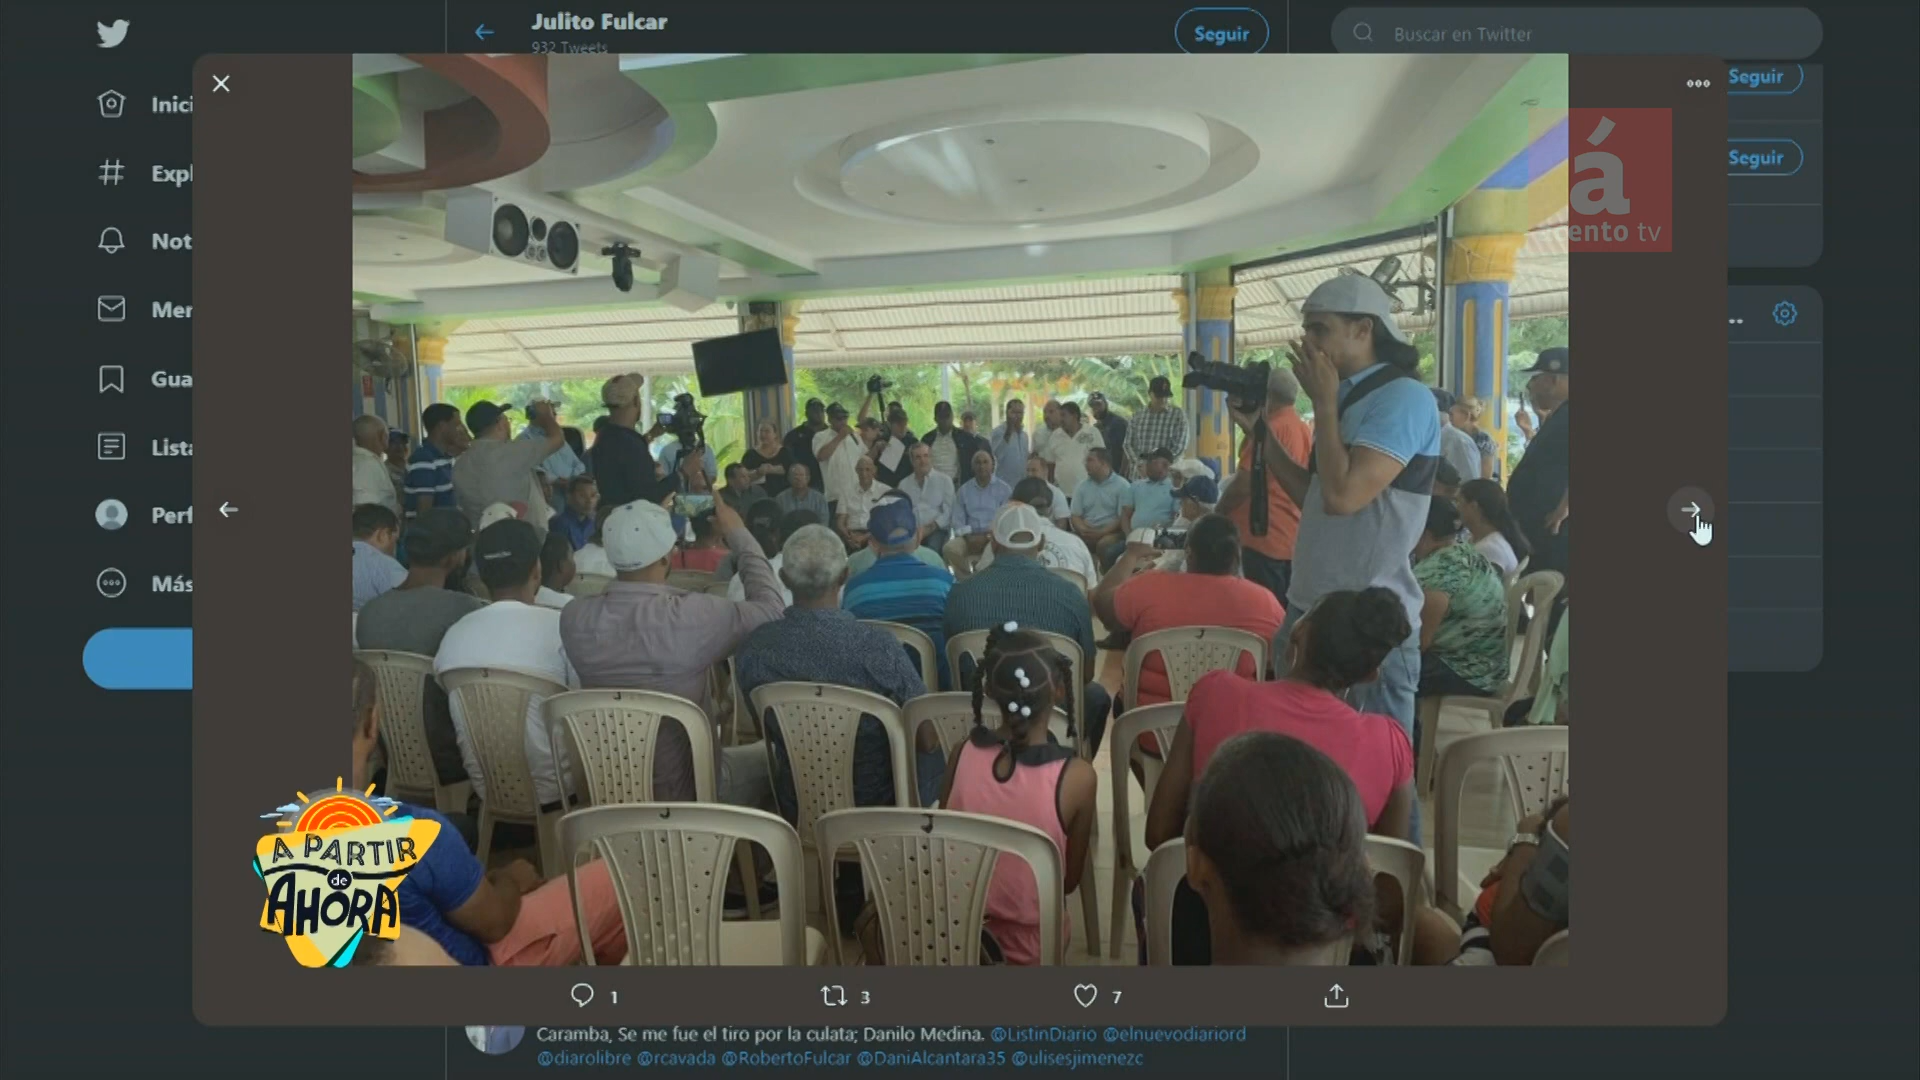 Julito Fulcar
932 Tweets
Seguir
Buscar en Twitter
Inici
Expl
Not
Men
Gua
Lista
Perf
Más
Seguir
Seguir
á
ento tv
A PARTIR
de
AHORA
1
3
7
Caramba, Se me fue el tiro por la culata; Danilo Medina. @ListinDiario @elnuevodiariord
@diarolibre @rcavada @RobertoFulcar @DaniAlcantara35 @ulisesjimenezc